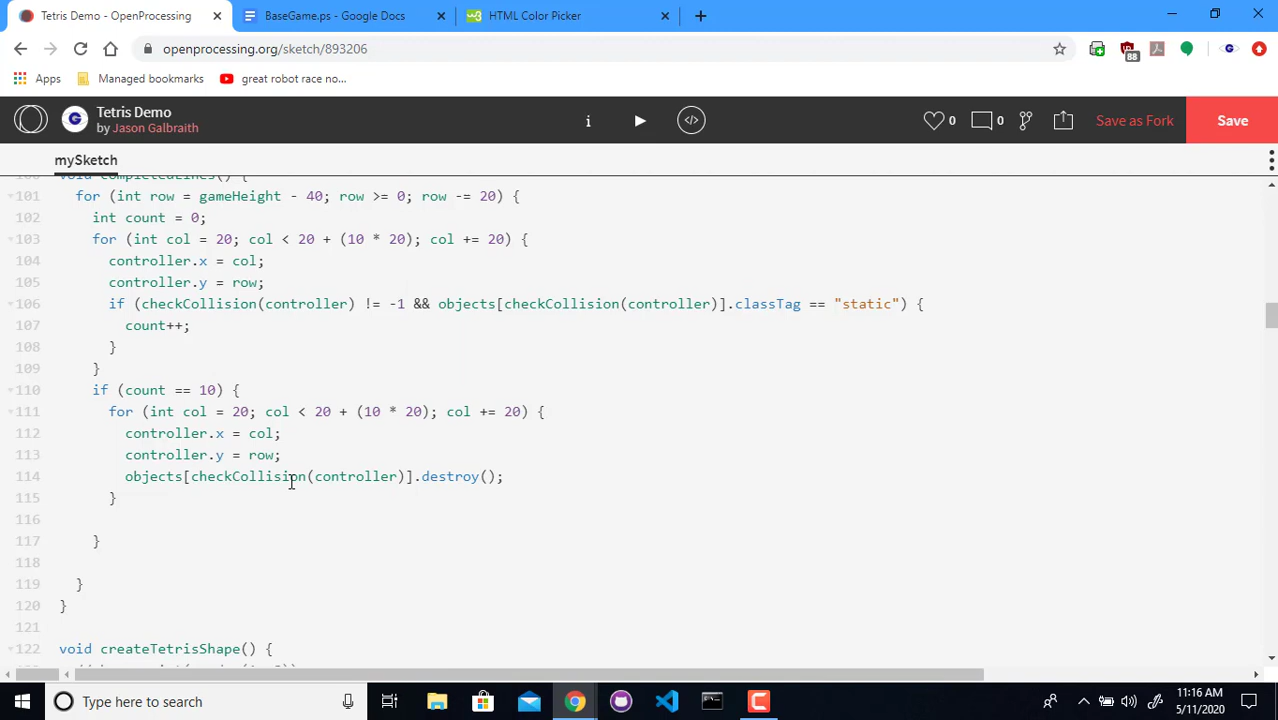 Tetris Demo - OpenProcessing
BaseGame.ps - Google Docs
HTML Color Picker
openprocessing.org/sketch/893206
88
Apps
Managed bookmarks
great robot race no...
Tetris Demo
by Jason Galbraith
0
0
Save as Fork
Save
mySketch
void completedLines() {
101 for (int row = gameHeight - 40; row >= 0; row -= 20) {
102 int count = 0;
103 for (int col = 20; col < 20 + (10 * 20); col += 20) {
104 controller.x = col;
105 controller.y = row;
106 if (checkCollision(controller) != -1 && objects[checkCollision(controller)].classTag == "static") {
107 count++;
108 }
109 }
110 if (count == 10) {
111 for (int col = 20; col < 20 + (10 * 20); col += 20) {
112 controller.x = col;
113 controller.y = row;
114 objects[checkCollision(controller)].destroy();
115 }
116
117 }
118
119 }
120 }
121
122 void createTetrisShape() {
Type here to search
11:16 AM
5/11/2020